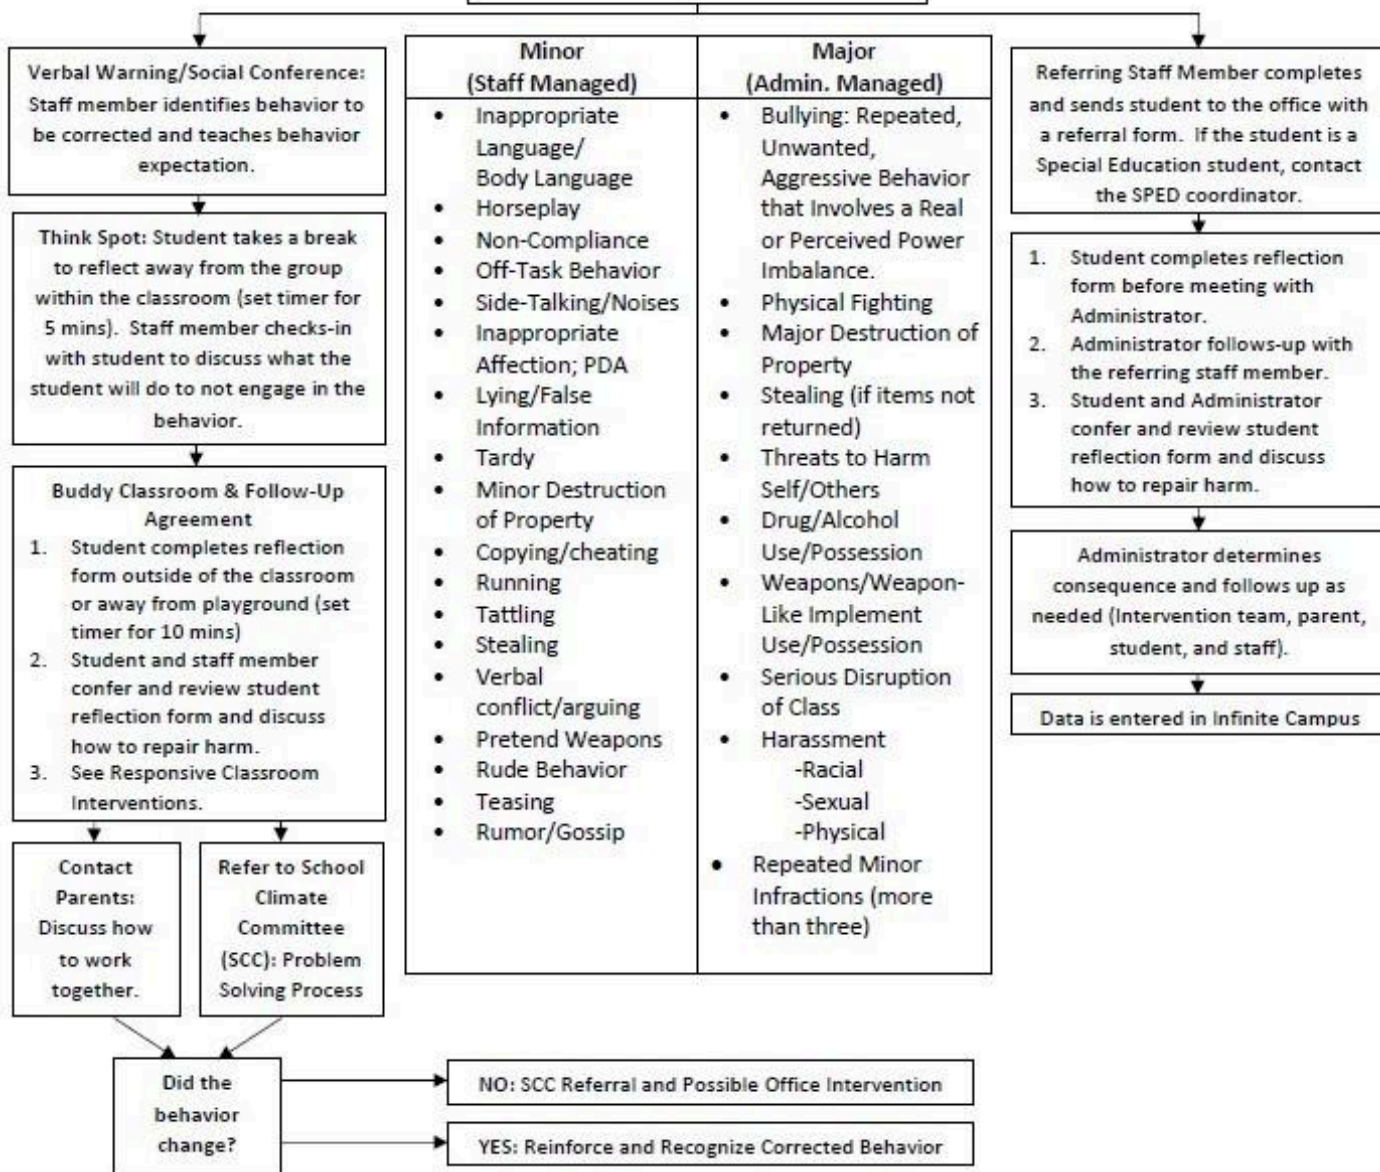 Verbal Warning/Social Conference:
Staff member identifies behavior to
be corrected and teaches behavior
expectation.
Think Spot: Student takes a break
to reflect away from the group
within the classroom (set timer for
5 mins). Staff member checks-in
with student to discuss what the
student will do to not engage in the
behavior.
Buddy Classroom & Follow-Up
Agreement
1. Student completes reflection
form outside of the classroom
or away from playground (set
timer for 10 mins)
2. Student and staff member
confer and review student
reflection form and discuss
how to repair harm.
3. See Responsive Classroom
Interventions.
Contact
Parents:
Discuss how
to work
together.
Refer to School
Climate
Committee
(SCC): Problem
Solving Process
Minor
(Staff Managed)
• Inappropriate
Language/
Body Language
• Horseplay
• Non-Compliance
• Off-Task Behavior
• Side-Talking/Noises
• Inappropriate
Affection; PDA
• Lying/False
Information
• Tardy
• Minor Destruction
of Property
• Copying/cheating
• Running
• Tattling
• Stealing
• Verbal
conflict/arguing
• Pretend Weapons
• Rude Behavior
• Teasing
• Rumor/Gossip
Major
(Admin. Managed)
• Bullying: Repeated,
Unwanted,
Aggressive Behavior
that Involves a Real
or Perceived Power
Imbalance.
• Physical Fighting
• Major Destruction of
Property
• Stealing (if items not
returned)
• Threats to Harm
Self/Others
• Drug/Alcohol
Use/Possession
• Weapons/Weapon-
Like Implement
Use/Possession
• Serious Disruption
of Class
• Harassment
-Racial
-Sexual
-Physical
• Repeated Minor
Infractions (more
than three)
Referring Staff Member completes
and sends student to the office with
a referral form. If the student is a
Special Education student, contact
the SPED coordinator.
1. Student completes reflection
form before meeting with
Administrator.
2. Administrator follows-up with
the referring staff member.
3. Student and Administrator
confer and review student
reflection form and discuss
how to repair harm.
Administrator determines
consequence and follows up as
needed (Intervention team, parent,
student, and staff).
Data is entered in Infinite Campus
Did the
behavior
change?
NO: SCC Referral and Possible Office Intervention
YES: Reinforce and Recognize Corrected Behavior